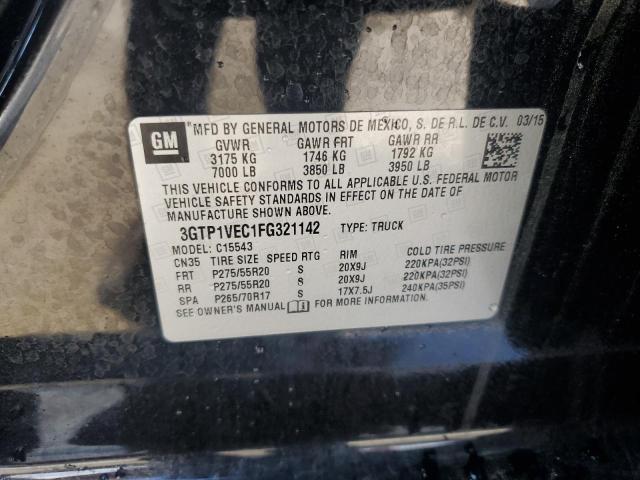 GM
*MFD BY GENERAL MOTORS DE MEXICO, S. DE R.L. DE C.V. 03/15
GVWR GAWR FRT GAWR RR
3175 KG 1746 KG 1792 KG
7000 LB 3850 LB 3950 LB
THIS VEHICLE CONFORMS TO ALL APPLICABLE U.S. FEDERAL MOTOR
VEHICLE SAFETY STANDARDS IN EFFECT ON THE DATE OF
MANUFACTURE SHOWN ABOVE.
3GTP1VEC1FG321142 TYPE: TRUCK
MODEL: C15543
CN35 TIRE SIZE SPEED RTG RIM COLD TIRE PRESSURE
FRT P275/55R20 S 20X9J 220KPA(32PSI)
RR P275/55R20 S 20X9J 220KPA(32PSI)
SPA P265/70R17 S 17X7.5J 240KPA(35PSI)
SEE OWNER'S MANUAL FOR MORE INFORMATION.